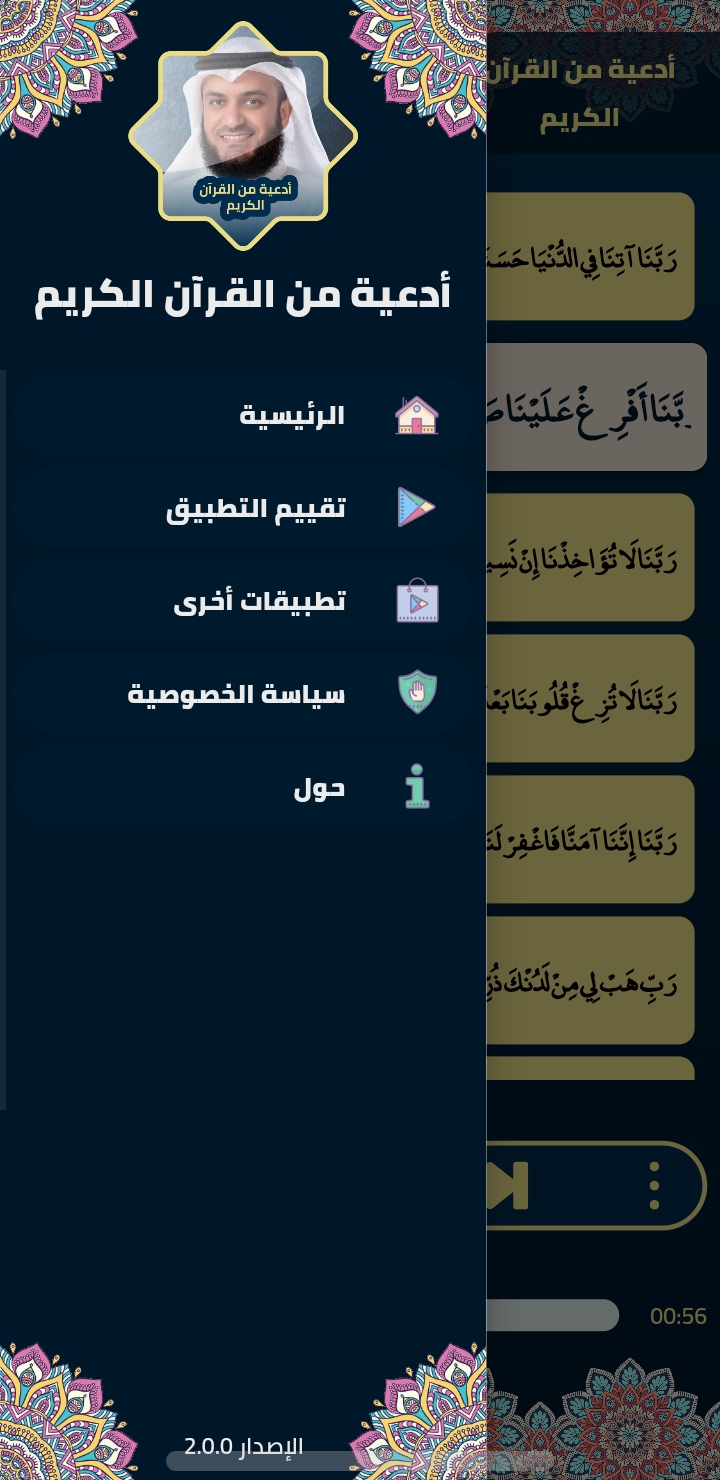 أدعية من القرآن
الكريم
أدعية من القرآن الكريم
الرئيسية
تقييم التطبيق
تطبيقات أخرى
سياسة الخصوصية
حول
الإصدار 2.0.0
أدعية من القرآن
الكريم
رَبَّنَا آتِنَا فِي الدُّنْيَا
رَبَّنَا أَفْرِغْ عَلَيْنَا
رَبَّنَا لَا تُؤَاخِذْنَا إِنْ
رَبَّنَا لَا تُزِغْ قُلُوبَنَا
رَبَّنَا إِنَّنَا آمَنَّا فَاغْفِرْ
رَبِّ هَبْ لِي مِنْ لَدُنْكَ
00:56